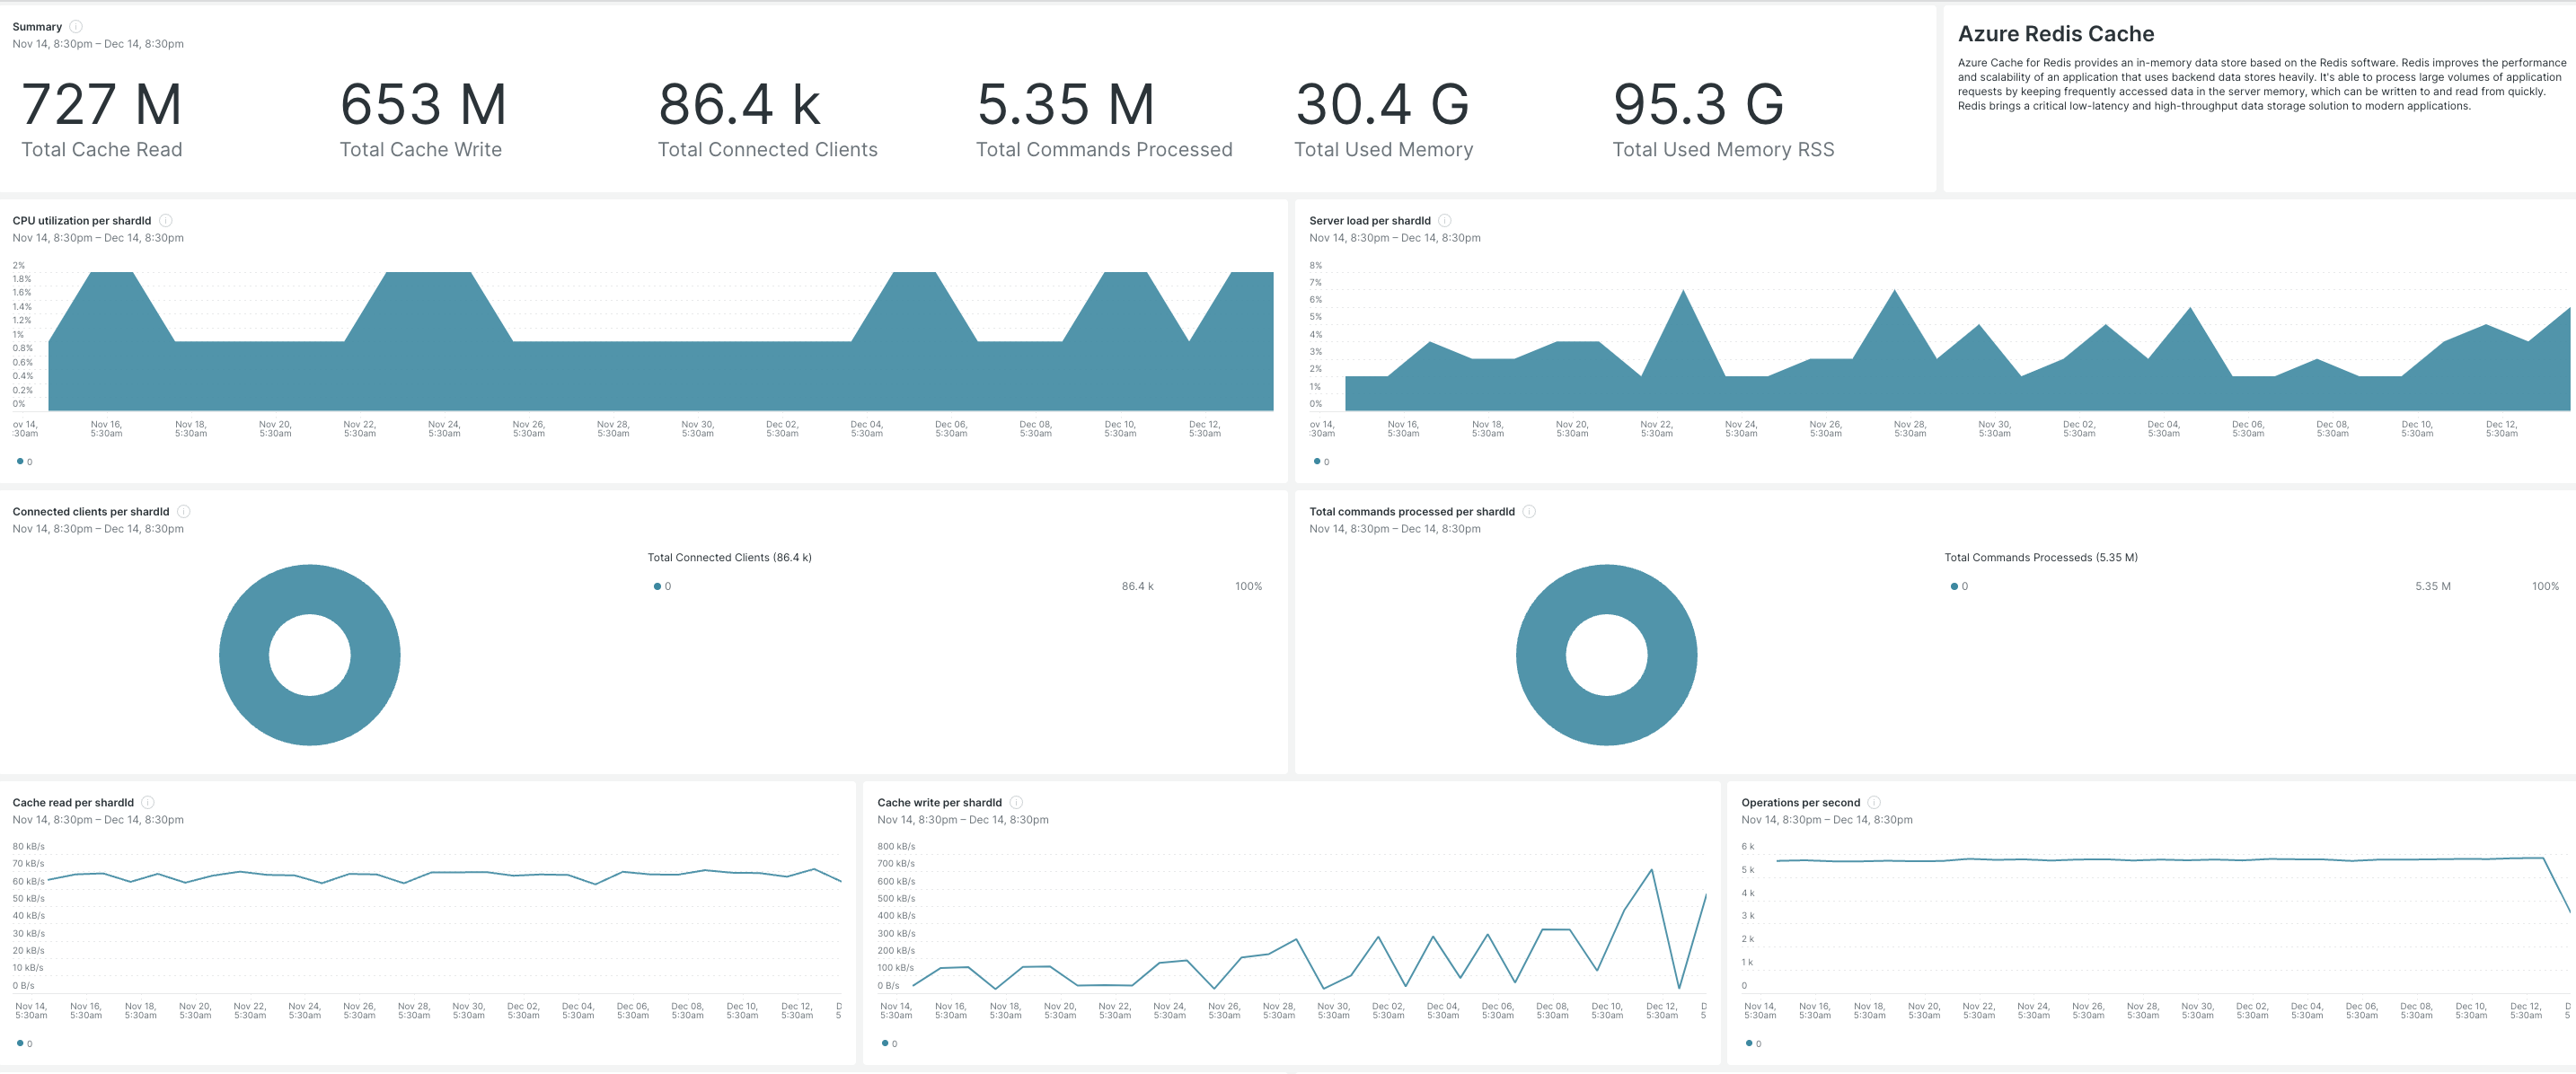 Summary
Nov 14, 8:30pm – Dec 14, 8:30pm
727 M
Total Cache Read
653 M
Total Cache Write
86.4 k
Total Connected Clients
5.35 M
Total Commands Processed
30.4 G
Total Used Memory
95.3 G
Total Used Memory RSS
Azure Redis Cache
Azure Cache for Redis provides an in-memory data store based on the Redis software. Redis improves the performance
and scalability of an application that uses backend data stores heavily. It's able to process large volumes of application
requests by keeping frequently accessed data in the server memory, which can be written to and read from quickly.
Redis brings a critical low-latency and high-throughput data storage solution to modern applications.
CPU utilization per shardId
Nov 14, 8:30pm – Dec 14, 8:30pm
2%
1.8%
1.6%
1.4%
1.2%
1%
0.8%
0.6%
0.4%
0.2%
0%
ov 14, Nov 16, Nov 18, Nov 20, Nov 22, Nov 24, Nov 26, Nov 28, Nov 30, Dec 02, Dec 04, Dec 06, Dec 08, Dec 10, Dec 12,
:30am 5:30am 5:30am 5:30am 5:30am 5:30am 5:30am 5:30am 5:30am 5:30am 5:30am 5:30am 5:30am 5:30am 5:30am
0
Server load per shardId
Nov 14, 8:30pm – Dec 14, 8:30pm
8%
7%
6%
5%
4%
3%
2%
1%
0%
ov 14, Nov 16, Nov 18, Nov 20, Nov 22, Nov 24, Nov 26, Nov 28, Nov 30, Dec 02, Dec 04, Dec 06, Dec 08, Dec 10, Dec 12,
:30am 5:30am 5:30am 5:30am 5:30am 5:30am 5:30am 5:30am 5:30am 5:30am 5:30am 5:30am 5:30am 5:30am 5:30am
0
Connected clients per shardId
Nov 14, 8:30pm – Dec 14, 8:30pm
Total Connected Clients (86.4 k)
0 86.4 k 100%
Total commands processed per shardId
Nov 14, 8:30pm – Dec 14, 8:30pm
Total Commands Processeds (5.35 M)
0 5.35 M 100%
Cache read per shardId
Nov 14, 8:30pm – Dec 14, 8:30pm
80 kB/s
70 kB/s
60 kB/s
50 kB/s
40 kB/s
30 kB/s
20 kB/s
10 kB/s
0 B/s
Nov 14, Nov 16, Nov 18, Nov 20, Nov 22, Nov 24, Nov 26, Nov 28, Nov 30, Dec 02, Dec 04, Dec 06, Dec 08, Dec 10, Dec 12, D
5:30am 5:30am 5:30am 5:30am 5:30am 5:30am 5:30am 5:30am 5:30am 5:30am 5:30am 5:30am 5:30am 5:30am 5:30am 5
0
Cache write per shardId
Nov 14, 8:30pm – Dec 14, 8:30pm
800 kB/s
700 kB/s
600 kB/s
500 kB/s
400 kB/s
300 kB/s
200 kB/s
100 kB/s
0 B/s
Nov 14, Nov 16, Nov 18, Nov 20, Nov 22, Nov 24, Nov 26, Nov 28, Nov 30, Dec 02, Dec 04, Dec 06, Dec 08, Dec 10, Dec 12, D
5:30am 5:30am 5:30am 5:30am 5:30am 5:30am 5:30am 5:30am 5:30am 5:30am 5:30am 5:30am 5:30am 5:30am 5:30am 5
0
Operations per second
Nov 14, 8:30pm – Dec 14, 8:30pm
6 k
5 k
4 k
3 k
2 k
1 k
0
Nov 14, Nov 16, Nov 18, Nov 20, Nov 22, Nov 24, Nov 26, Nov 28, Nov 30, Dec 02, Dec 04, Dec 06, Dec 08, Dec 10, Dec 12, D
5:30am 5:30am 5:30am 5:30am 5:30am 5:30am 5:30am 5:30am 5:30am 5:30am 5:30am 5:30am 5:30am 5:30am 5:30am 5
0